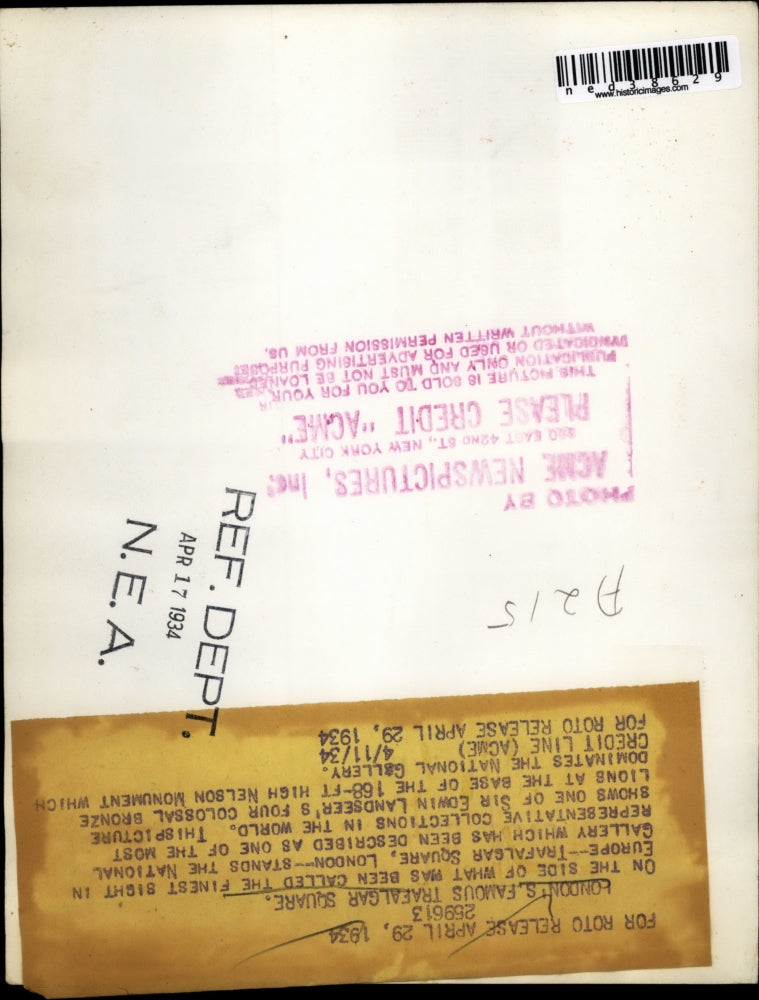 ned38629
www.historicimages.com
PHOTO BY
ACME NEWSPICTURES, Inc.
220 EAST 42ND ST., NEW YORK CITY
PLEASE CREDIT "ACME"
THIS PICTURE IS SOLD TO YOU FOR YOUR
PUBLICATION ONLY AND MUST NOT BE LOANED,
SYNDICATED OR USED FOR ADVERTISING PURPOSES
WITHOUT WRITTEN PERMISSION FROM US.
REF. DEPT.
APR 17 1934
N.E.A.
A215
FOR ROTO RELEASE APRIL 29, 1934
259613
LONDON'S FAMOUS TRAFALGAR SQUARE.
ON THE SIDE OF WHAT HAS BEEN CALLED THE FINEST SIGHT IN
EUROPE--TRAFALGAR SQUARE, LONDON--STANDS THE NATIONAL
GALLERY WHICH HAS BEEN DESCRIBED AS ONE OF THE MOST
REPRESENTATIVE COLLECTIONS IN THE WORLD. THISPICTURE
SHOWS ONE OF SIR EDWIN LANDSEER'S FOUR COLOSSAL BRONZE
LIONS AT THE BASE OF THE 168-FT HIGH NELSON MONUMENT WHICH
DOMINATES THE NATIONAL GALLERY.
CREDIT LINE (ACME) 4/11/34
FOR ROTO RELEASE APRIL 29, 1934